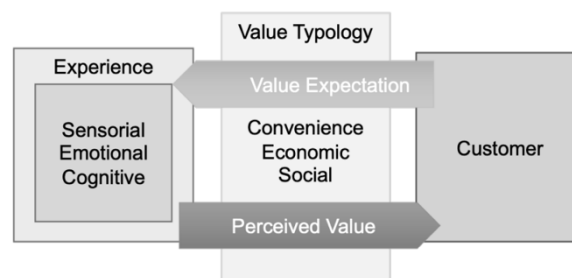 Value Typology
Experience
Value Expectation
Sensorial
Emotional
Cognitive
Convenience
Economic
Social
Customer
Perceived Value